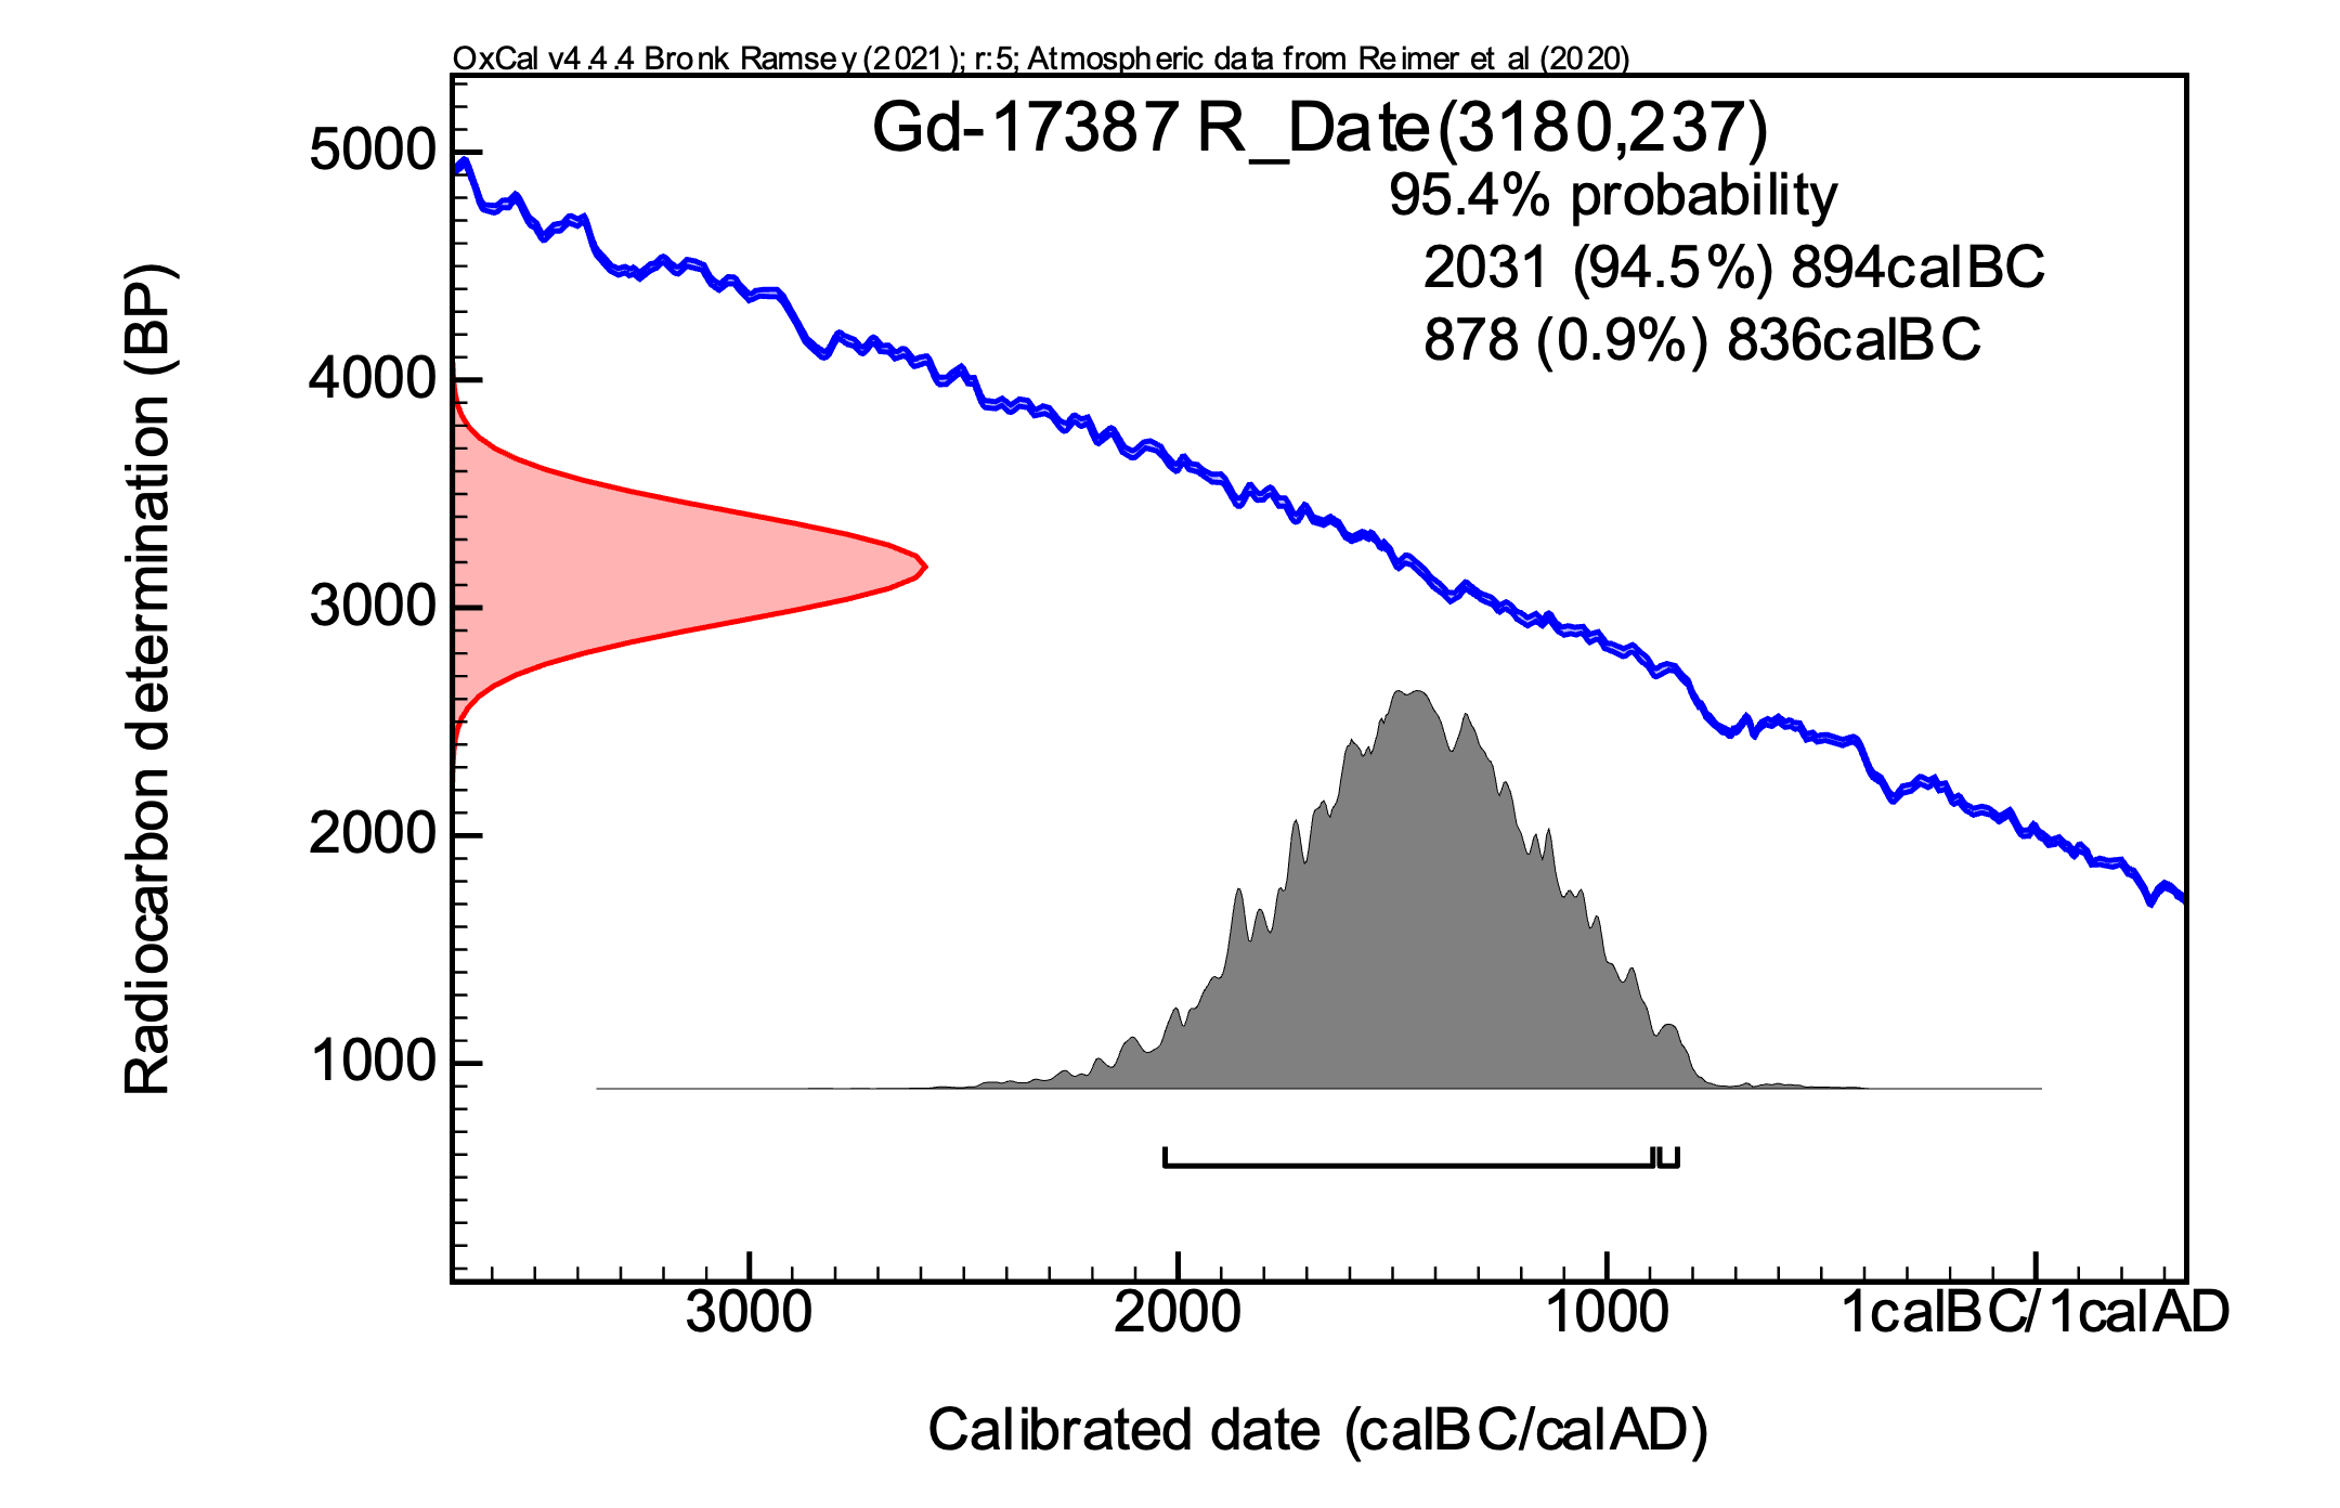 OxCal v4.4.4 Bronk Ramsey (2021); r:5; Atmospheric data from Reimer et al (2020)
Gd-17387 R_Date(3180,237)
95.4% probability
2031 (94.5%) 894calBC
878 (0.9%) 836calBC
Radiocarbon determination (BP)
5000
4000
3000
2000
1000
3000 2000 1000 1calBC/1calAD
Calibrated date (calBC/calAD)